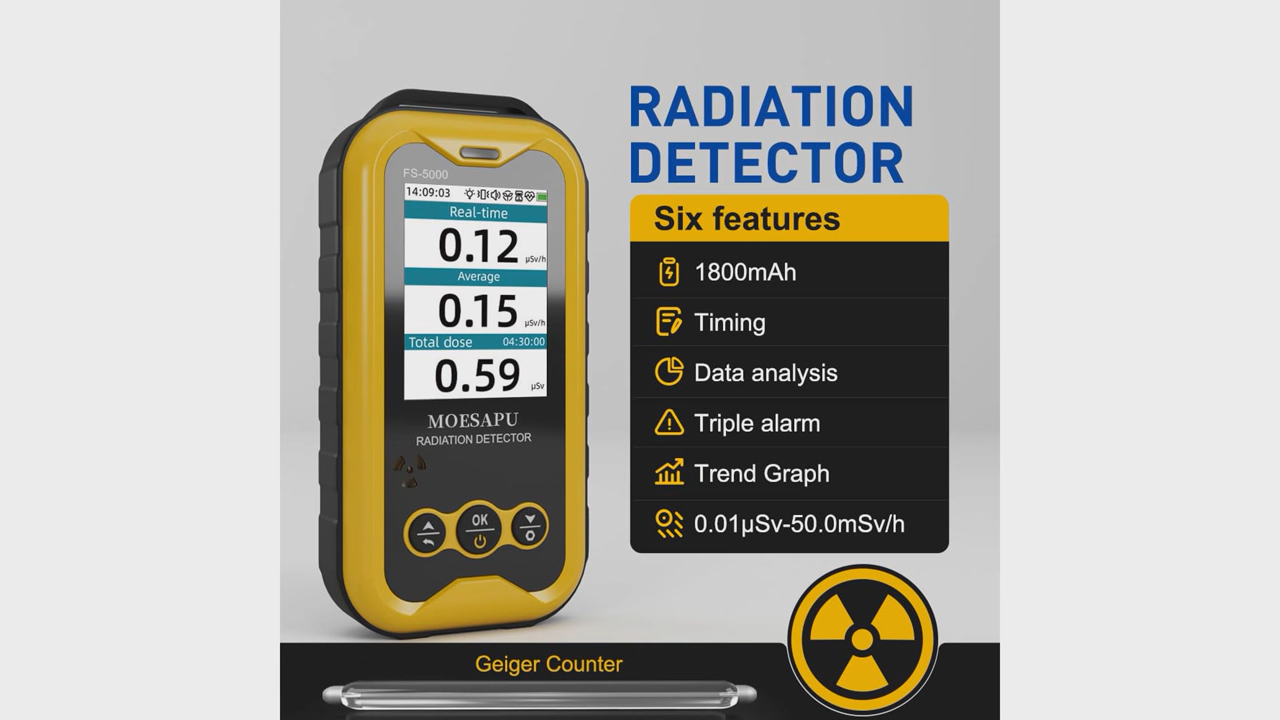 RADIATION
DETECTOR
Six features
1800mAh
Timing
Data analysis
Triple alarm
Trend Graph
0.01μSv-50.0mSv/h
FS-5000
14:09:03
Real-time
0.12 μSv/h
Average
0.15 μSv/h
Total dose 04:30:00
0.59 μSv
MOESAPU
RADIATION DETECTOR
OK
Geiger Counter